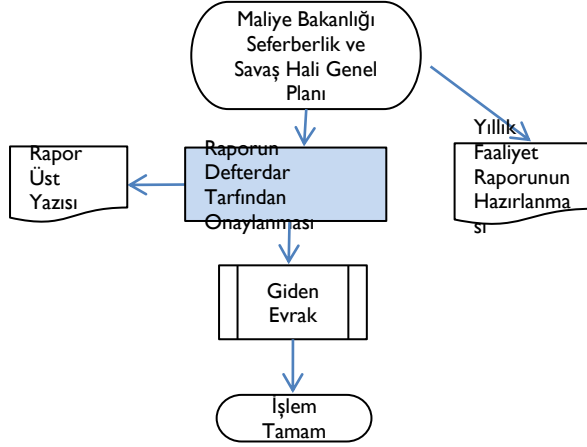 Maliye Bakanlığı
Seferberlik ve
Savaş Hali Genel
Planı
Rapor
Üst
Yazısı
Raporun
Defterdar
Tarfından
Onaylanması
Yıllık
Faaliyet
Raporunun
Hazırlanma
sı
Giden
Evrak
İşlem
Tamam